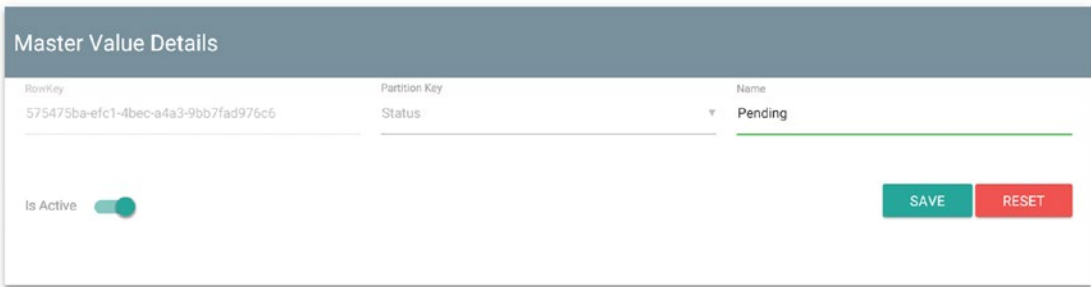 Master Value Details
RowKey Partition Key Name
575475ba-efc1-4bec-a4a3-9bb7fad976c6 Status Pending
Is Active SAVE RESET